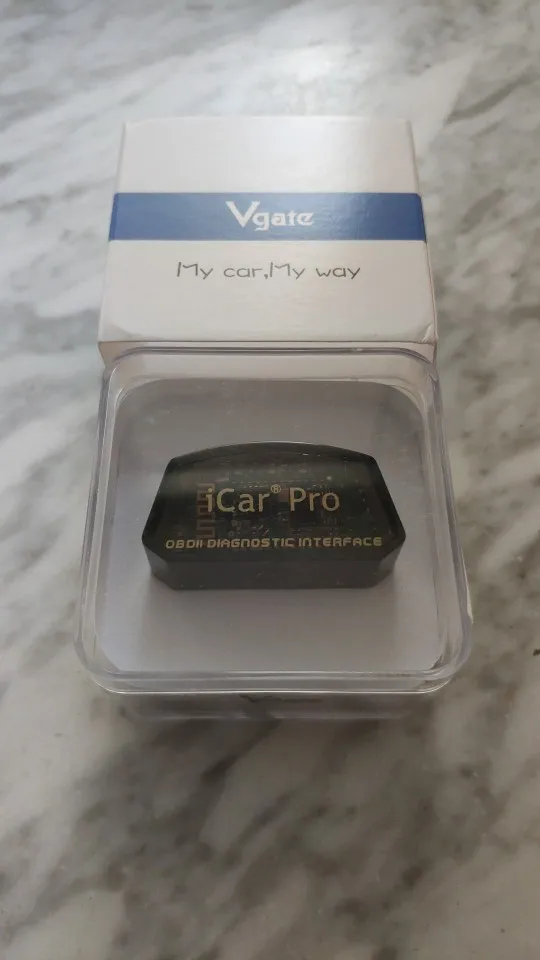 Vgate
My car,My way
iCar® Pro
OBDII DIAGNOSTIC INTERFACE